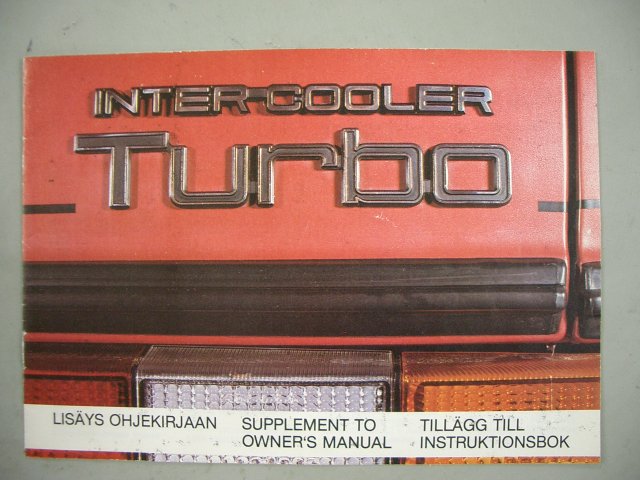 INTER-COOLER
Turbo
LISÄYS OHJEKIRJAAN
SUPPLEMENT TO
OWNER'S MANUAL
TILLÄGG TILL
INSTRUKTIONSBOK